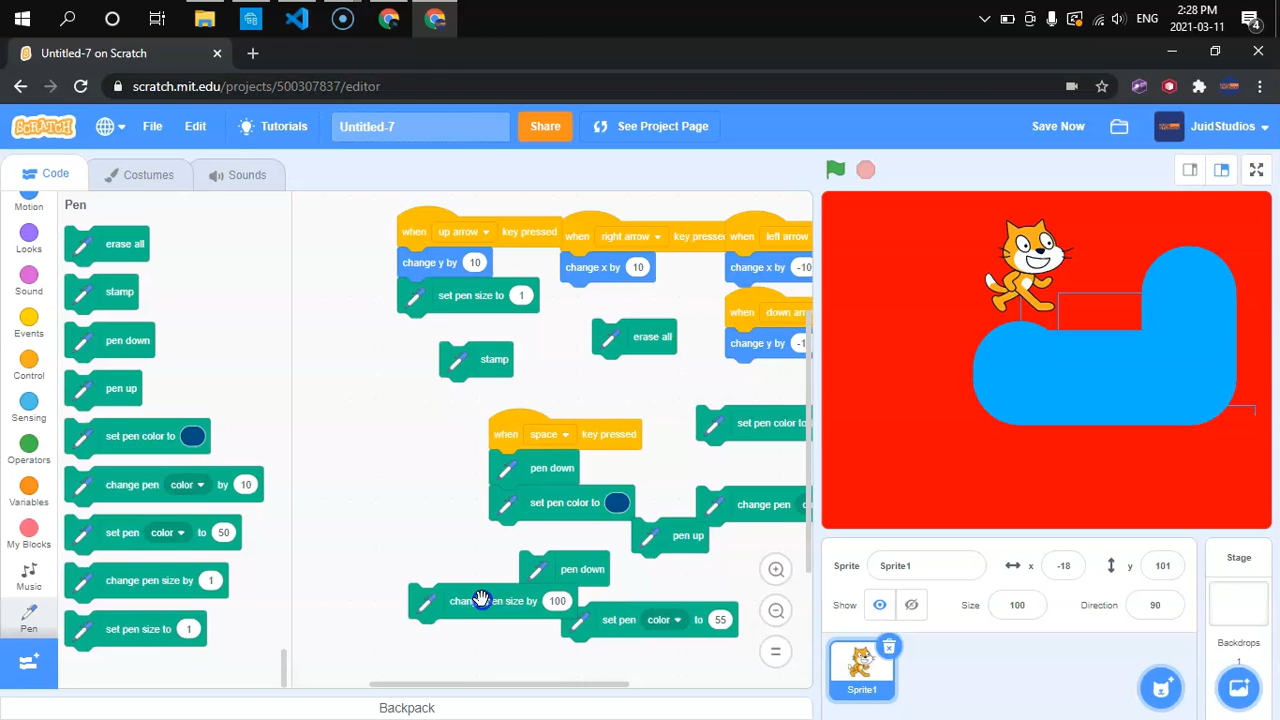 ENG
2:28 PM
2021-03-11
4
Untitled-7 on Scratch
scratch.mit.edu/projects/500307837/editor
SCRATCH
File
Edit
Tutorials
Untitled-7
Share
See Project Page
Save Now
JuidStudios
Code
Costumes
Sounds
Motion
Looks
Sound
Events
Control
Sensing
Operators
Variables
My Blocks
Music
Pen
Pen
erase all
stamp
pen down
pen up
set pen color to
change pen color by 10
set pen color to 50
change pen size by 1
set pen size to 1
when up arrow key pressed
change y by 10
set pen size to 1
when right arrow key pressed
change x by 10
when left arrow
change x by -10
when down arr
change y by -1
erase all
stamp
when space key pressed
pen down
set pen color to
set pen color to
change pen
pen up
pen down
change pen size by 100
set pen color to 55
Sprite
Sprite1
x
-18
y
101
Show
Size
100
Direction
90
Sprite1
Stage
Backdrops
1
Backpack